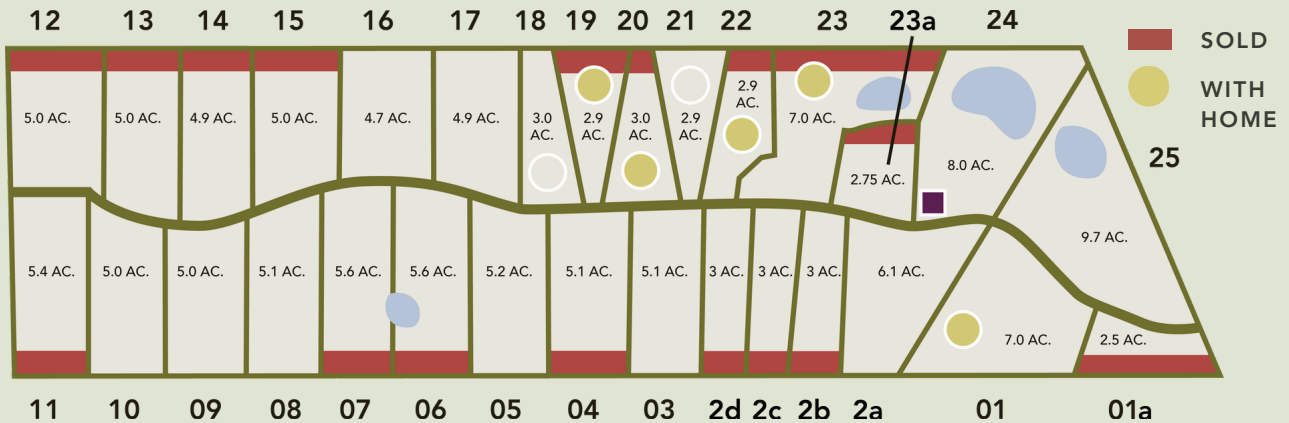 12 13 14 15 16 17 18 19 20 21 22 23 23a 24
SOLD
WITH
HOME
25
5.0 AC. 5.0 AC. 4.9 AC. 5.0 AC. 4.7 AC. 4.9 AC.
3.0
AC.
2.9
AC.
3.0
AC.
2.9
AC.
2.9
AC.
7.0 AC.
2.75 AC.
8.0 AC.
9.7 AC.
5.4 AC. 5.0 AC. 5.0 AC. 5.1 AC. 5.6 AC. 5.6 AC. 5.2 AC. 5.1 AC. 5.1 AC. 3 AC. 3 AC. 3 AC. 6.1 AC.
7.0 AC.
2.5 AC.
11 10 09 08 07 06 05 04 03 2d 2c 2b 2a 01 01a